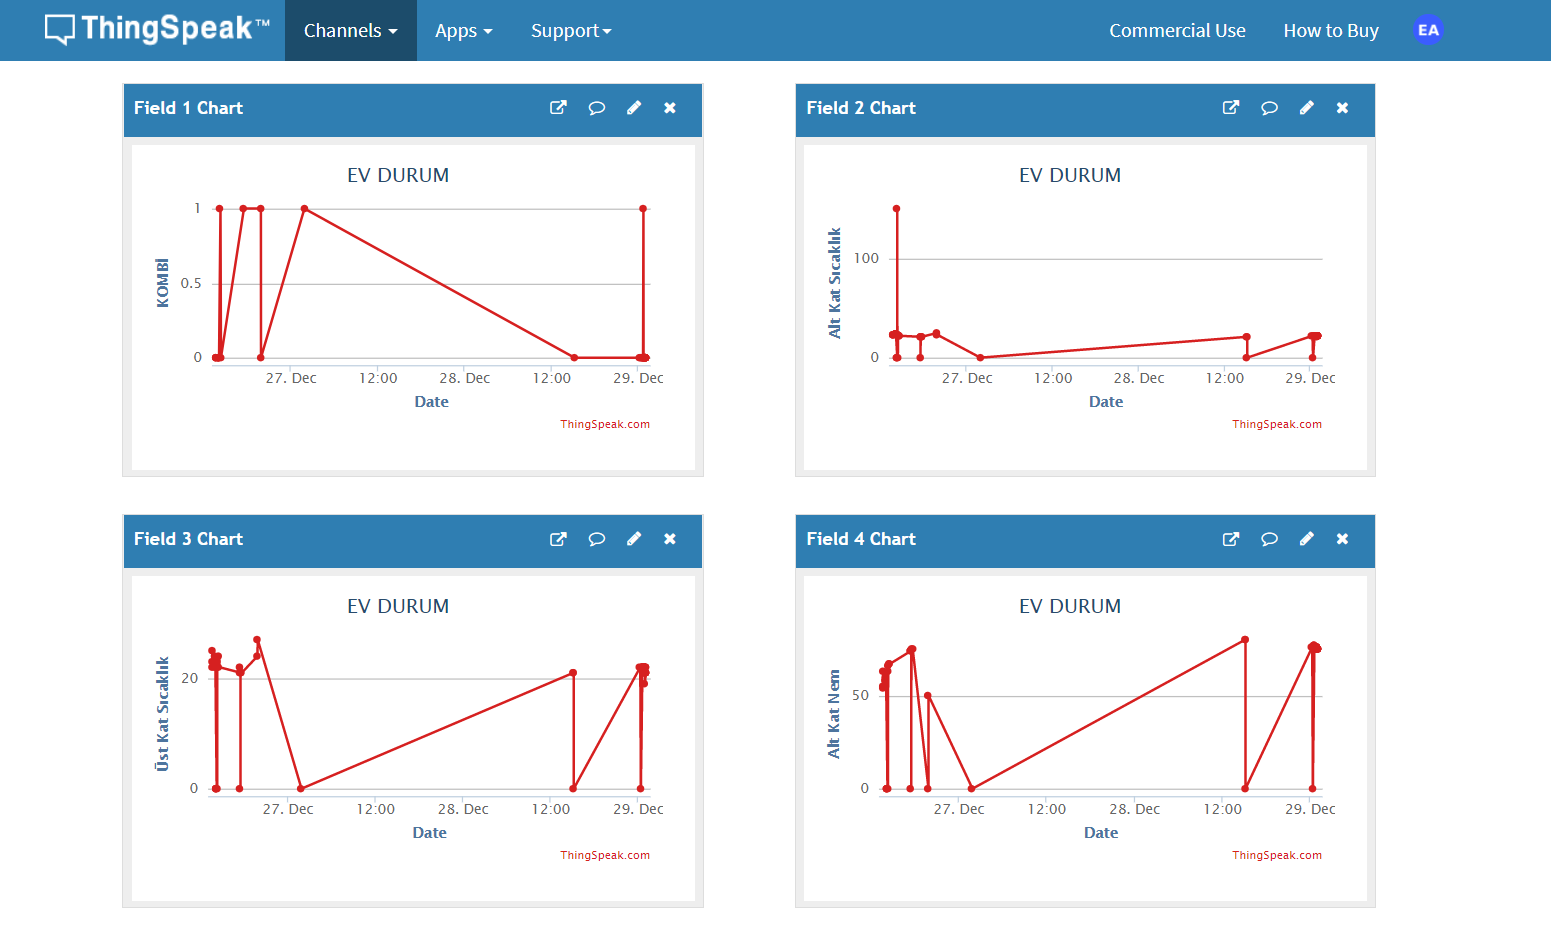 ThingSpeak™ Channels Apps Support Commercial Use How to Buy EA
Field 1 Chart
EV DURUM
KOMBİ
1
0.5
0
27. Dec 12:00 28. Dec 12:00 29. Dec
Date
ThingSpeak.com
Field 2 Chart
EV DURUM
Alt Kat Sıcaklık
100
0
27. Dec 12:00 28. Dec 12:00 29. Dec
Date
ThingSpeak.com
Field 3 Chart
EV DURUM
Üst Kat Sıcaklık
20
0
27. Dec 12:00 28. Dec 12:00 29. Dec
Date
ThingSpeak.com
Field 4 Chart
EV DURUM
Alt Kat Nem
50
0
27. Dec 12:00 28. Dec 12:00 29. Dec
Date
ThingSpeak.com